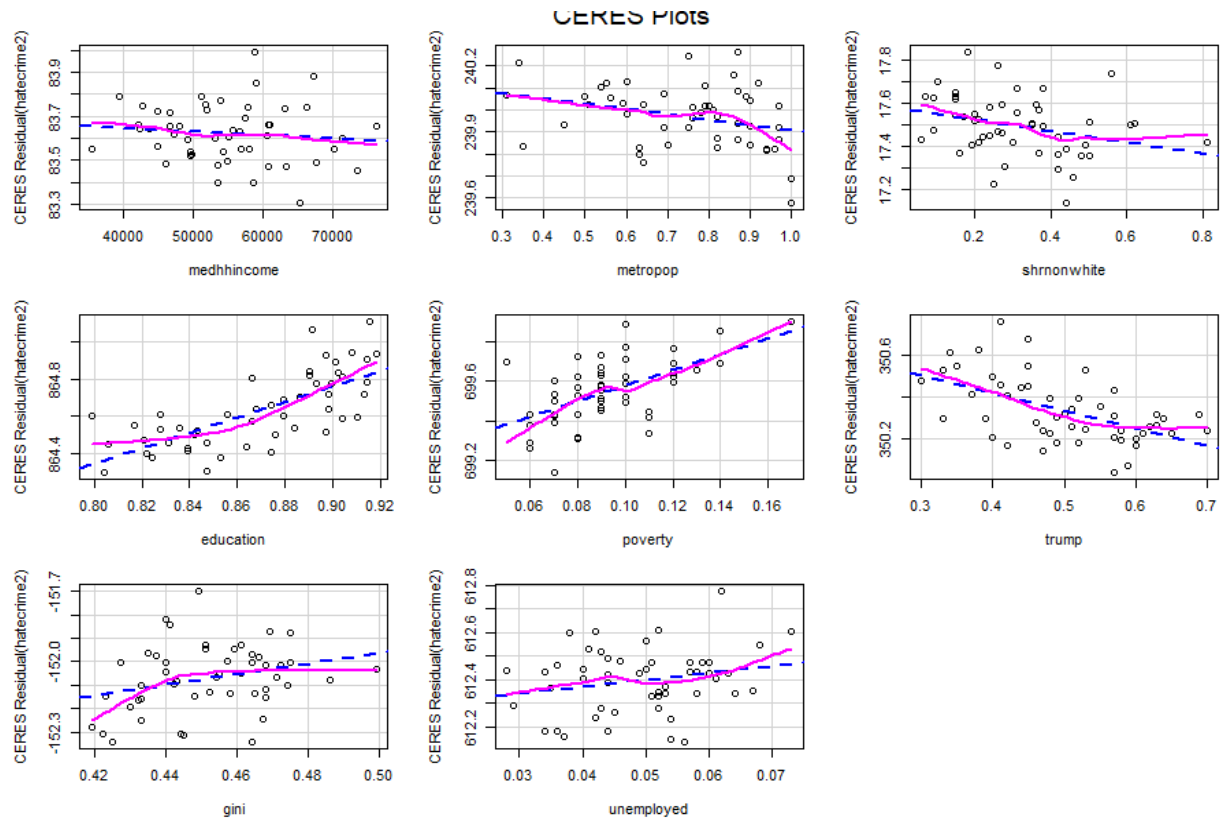 CERES Plots
CERES Residual(hatecrime2)
83.3 83.5 83.7 83.9
40000 50000 60000 70000
medhhincome
CERES Residual(hatecrime2)
239.6 239.9 240.2
0.3 0.4 0.5 0.6 0.7 0.8 0.9 1.0
metropop
CERES Residual(hatecrime2)
17.2 17.4 17.6 17.8
0.2 0.4 0.6 0.8
shrnonwhite
CERES Residual(hatecrime2)
864.4 864.8
0.80 0.82 0.84 0.86 0.88 0.90 0.92
education
CERES Residual(hatecrime2)
699.2 699.6
0.06 0.08 0.10 0.12 0.14 0.16
poverty
CERES Residual(hatecrime2)
350.2 350.6
0.3 0.4 0.5 0.6 0.7
trump
CERES Residual(hatecrime2)
-152.3 -152.0 -151.7
0.42 0.44 0.46 0.48 0.50
gini
CERES Residual(hatecrime2)
612.2 612.4 612.6 612.8
0.03 0.04 0.05 0.06 0.07
unemployed